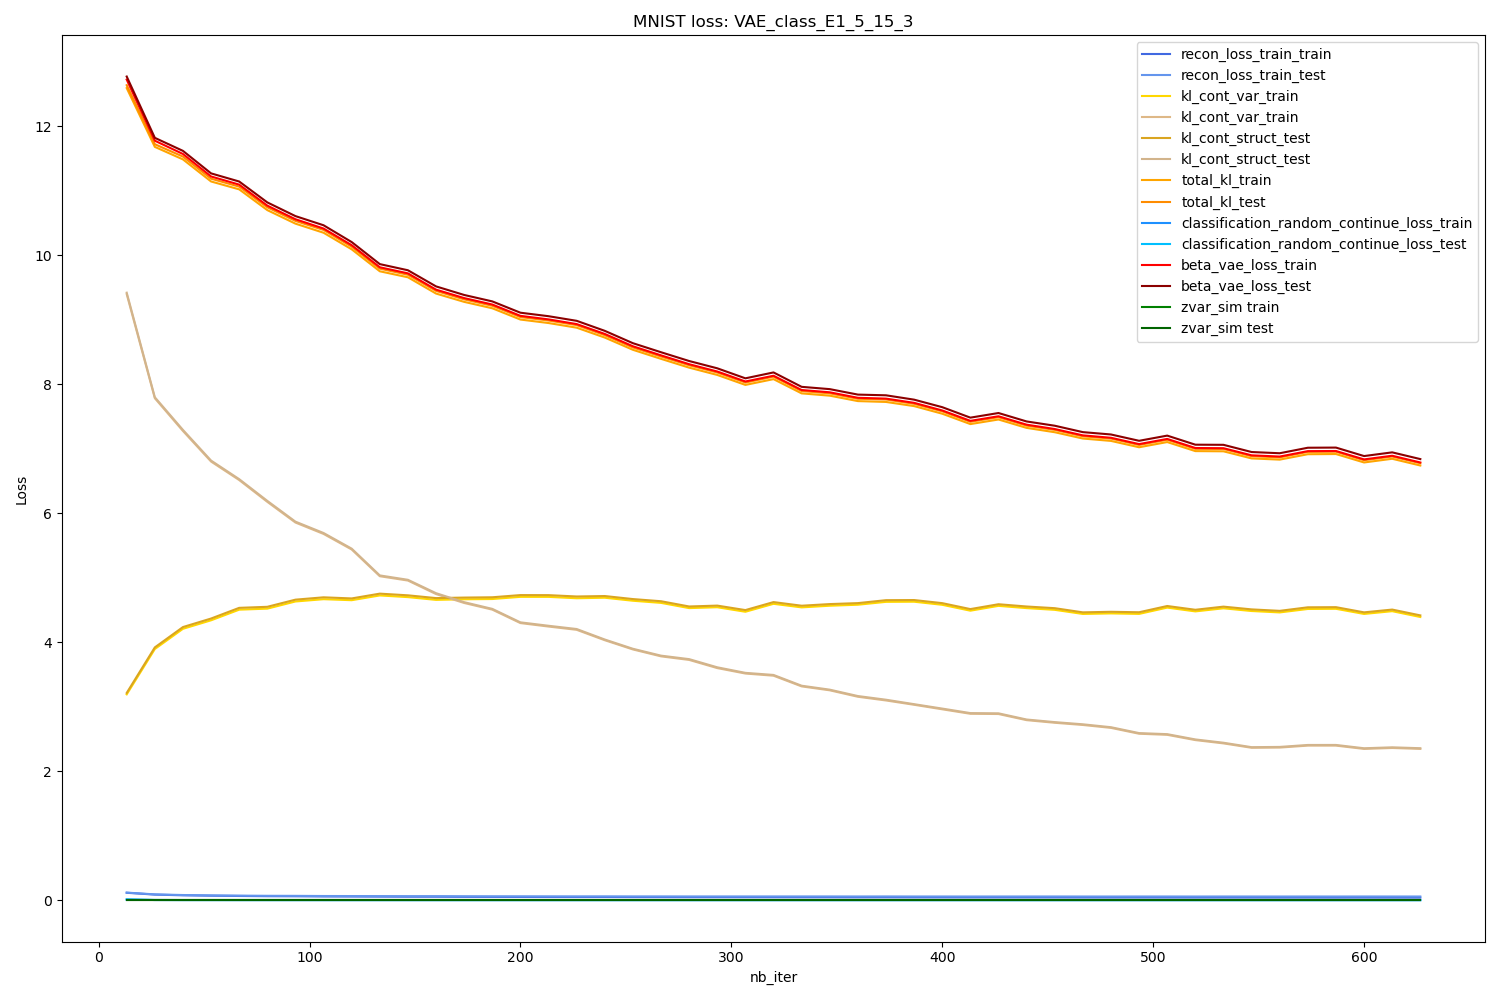 MNIST loss: VAE_class_E1_5_15_3
recon_loss_train_train
recon_loss_train_test
kl_cont_var_train
kl_cont_var_train
kl_cont_struct_test
kl_cont_struct_test
total_kl_train
total_kl_test
classification_random_continue_loss_train
classification_random_continue_loss_test
beta_vae_loss_train
beta_vae_loss_test
zvar_sim train
zvar_sim test
12
10
8
6
4
2
0
Loss
0 100 200 300 400 500 600
nb_iter